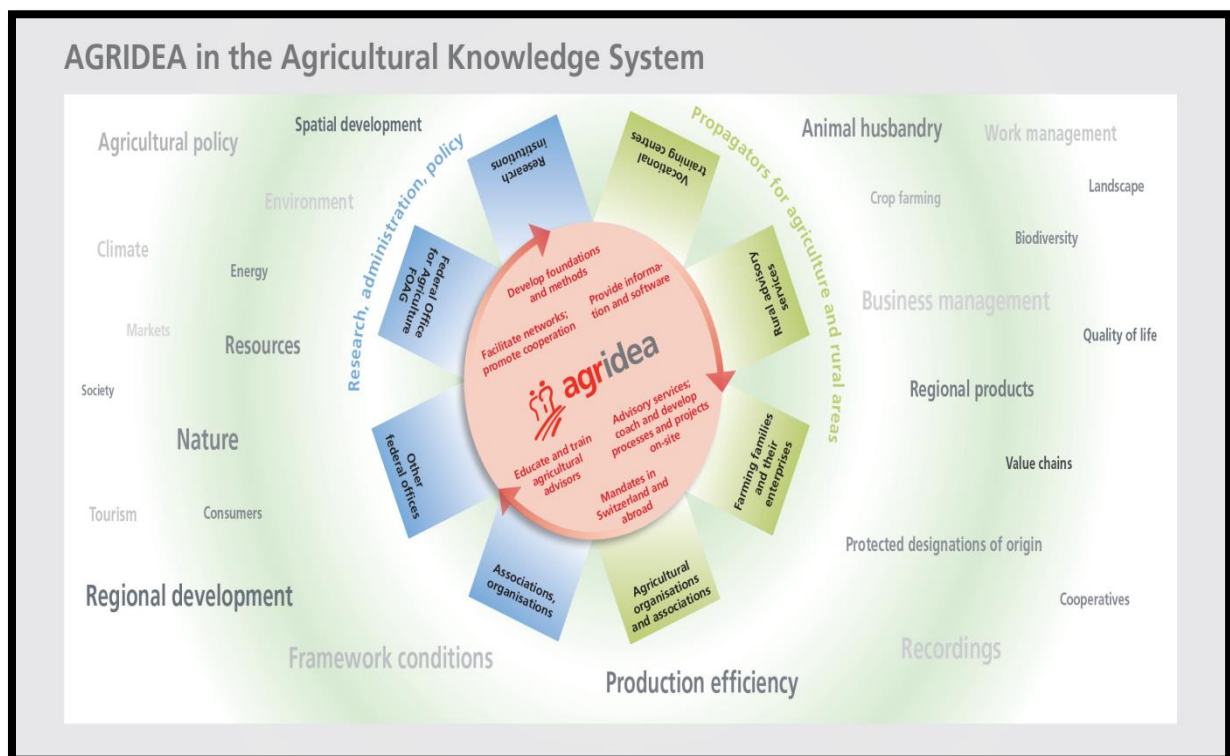 AGRIDEA in the Agricultural Knowledge System
Agricultural policy
Spatial development
Environment
Climate
Energy
Markets
Resources
Society
Nature
Tourism
Consumers
Regional development
Framework conditions
Research, administration, policy
Research
institutions
Federal Office
for Agriculture
FOAG
Other
federal offices
Associations,
organisations
Develop foundations
and methods
Provide informa-
tion and software
Facilitate networks;
promote cooperation
agridea
Advisory services;
coach and develop
processes and projects
on-site
Educate and train
agricultural
advisors
Mandates in
Switzerland and
abroad
Propagators for agriculture and rural areas
Vocational
training centres
Rural advisory
services
Farming families
and their
enterprises
Agricultural
organisations
and associations
Animal husbandry
Work management
Landscape
Crop farming
Biodiversity
Business management
Quality of life
Regional products
Value chains
Protected designations of origin
Cooperatives
Recordings
Production efficiency